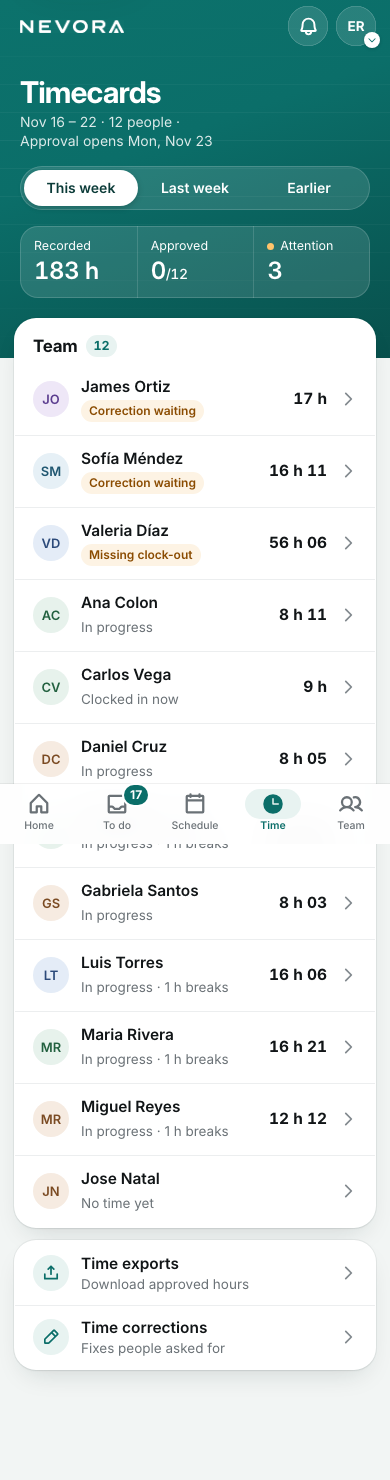 NEVORA
ER
Timecards
Nov 16 – 22 · 12 people ·
Approval opens Mon, Nov 23
This week
Last week
Earlier
Recorded
183 h
Approved
0/12
Attention
3
Team 12
JO
James Ortiz
Correction waiting
17 h
SM
Sofía Méndez
Correction waiting
16 h 11
VD
Valeria Díaz
Missing clock-out
56 h 06
AC
Ana Colon
In progress
8 h 11
CV
Carlos Vega
Clocked in now
9 h
DC
Daniel Cruz
In progress
8 h 05
Home
To do
17
Schedule
Time
Team
In progress · 1 h breaks
GS
Gabriela Santos
In progress
8 h 03
LT
Luis Torres
In progress · 1 h breaks
16 h 06
MR
Maria Rivera
In progress · 1 h breaks
16 h 21
MR
Miguel Reyes
In progress · 1 h breaks
12 h 12
JN
Jose Natal
No time yet
Time exports
Download approved hours
Time corrections
Fixes people asked for